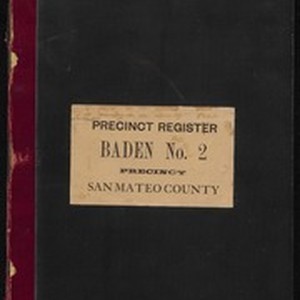 PRECINCT REGISTER
BADEN No. 2
PRECINCT
SAN MATEO COUNTY